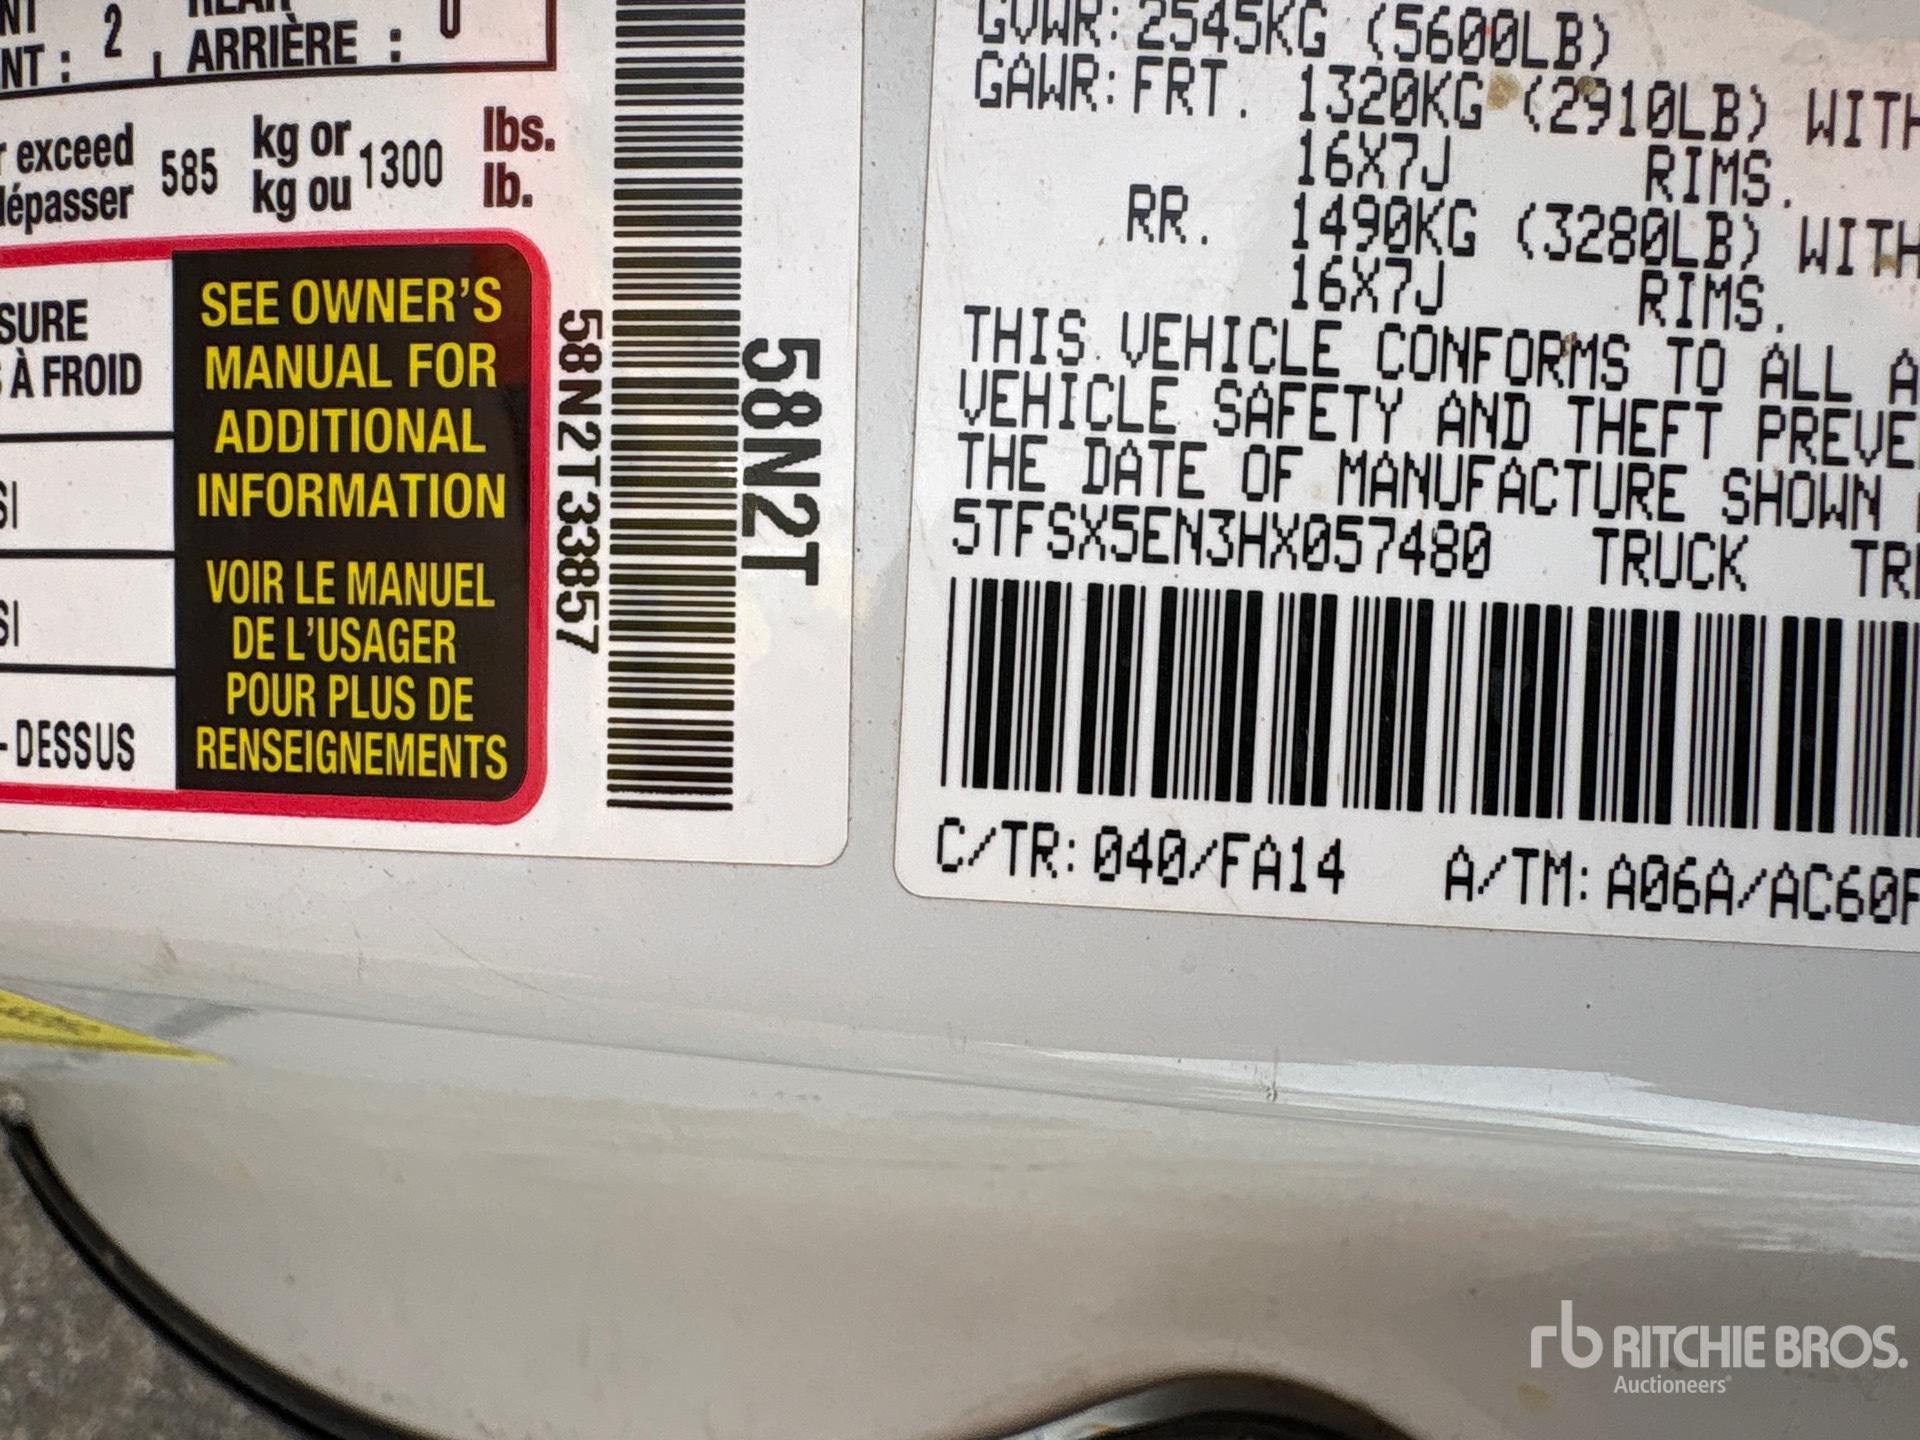 NT
NT : 2
ARRIÈRE : 0
r exceed 585 kg or 1300 lbs.
dépasser kg ou lb.
SURE
À FROID
SI
SI
- DESSUS
SEE OWNER'S
MANUAL FOR
ADDITIONAL
INFORMATION
VOIR LE MANUEL
DE L'USAGER
POUR PLUS DE
RENSEIGNEMENTS
58N2T33857
58N2T
GVWR: 2545KG (5600LB)
GAWR: FRT. 1320KG (2910LB) WITH
16X7J RIMS.
RR. 1490KG (3280LB) WITH
16X7J RIMS.
THIS VEHICLE CONFORMS TO ALL A
VEHICLE SAFETY AND THEFT PREVE
THE DATE OF MANUFACTURE SHOWN
5TFSX5EN3HX057480 TRUCK TR
C/TR: 040/FA14 A/TM: A06A/AC60F
rb RITCHIE BROS.
Auctioneers